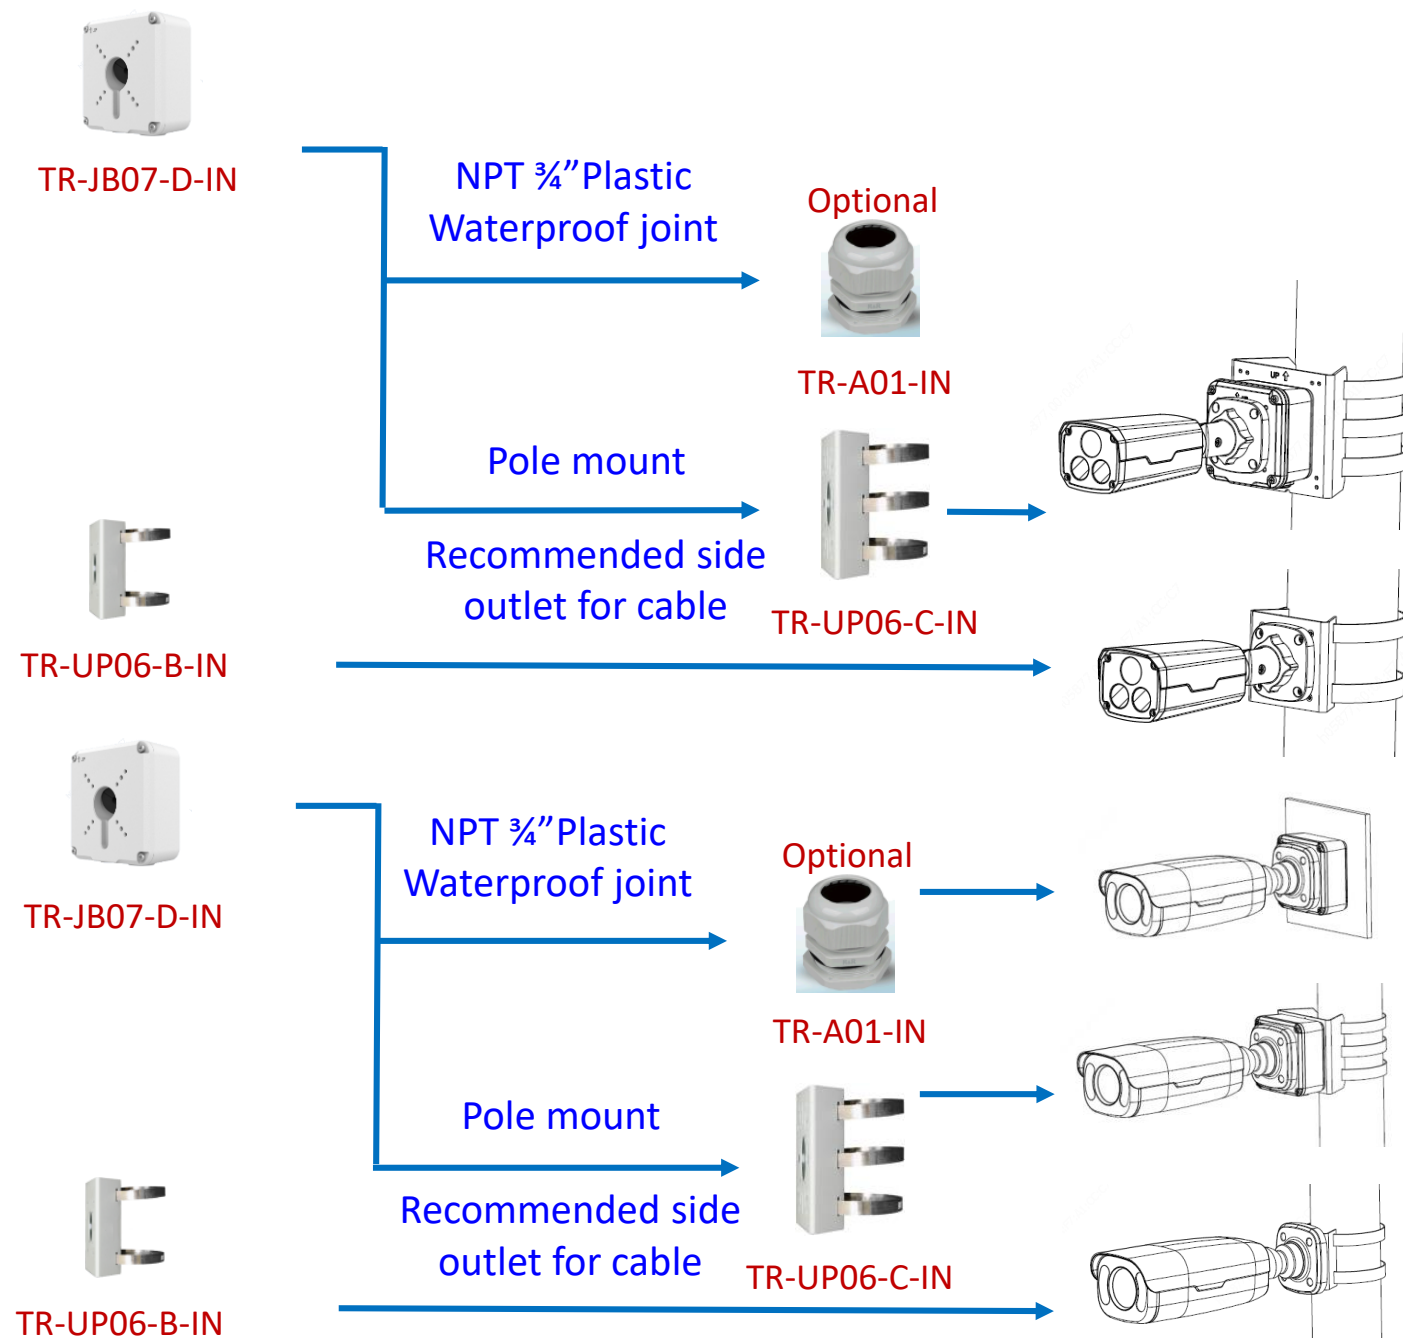 TR-JB07-D-IN
NPT ¾”Plastic
Waterproof joint
Optional
TR-A01-IN
UP
Pole mount
Recommended side
outlet for cable
TR-UP06-C-IN
TR-UP06-B-IN
TR-JB07-D-IN
NPT ¾”Plastic
Waterproof joint
Optional
TR-A01-IN
Pole mount
Recommended side
outlet for cable
TR-UP06-C-IN
TR-UP06-B-IN